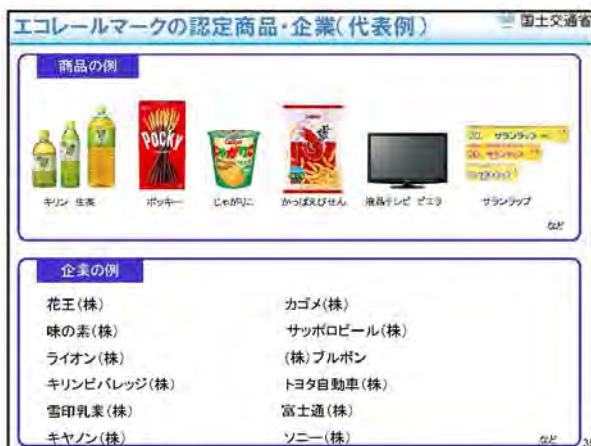 エコレールマークの認定商品・企業(代表例)
国土交通省
商品の例
POCKY
キリン 生茶
ポッキー
じゃがりこ
かっぱえびせん
液晶テレビ ビエラ
サランラップ
など
企業の例
花王(株)
カゴメ(株)
味の素(株)
サッポロビール(株)
ライオン(株)
(株)ブルボン
キリンビバレッジ(株)
トヨタ自動車(株)
雪印乳業(株)
富士通(株)
キヤノン(株)
ソニー(株)
など